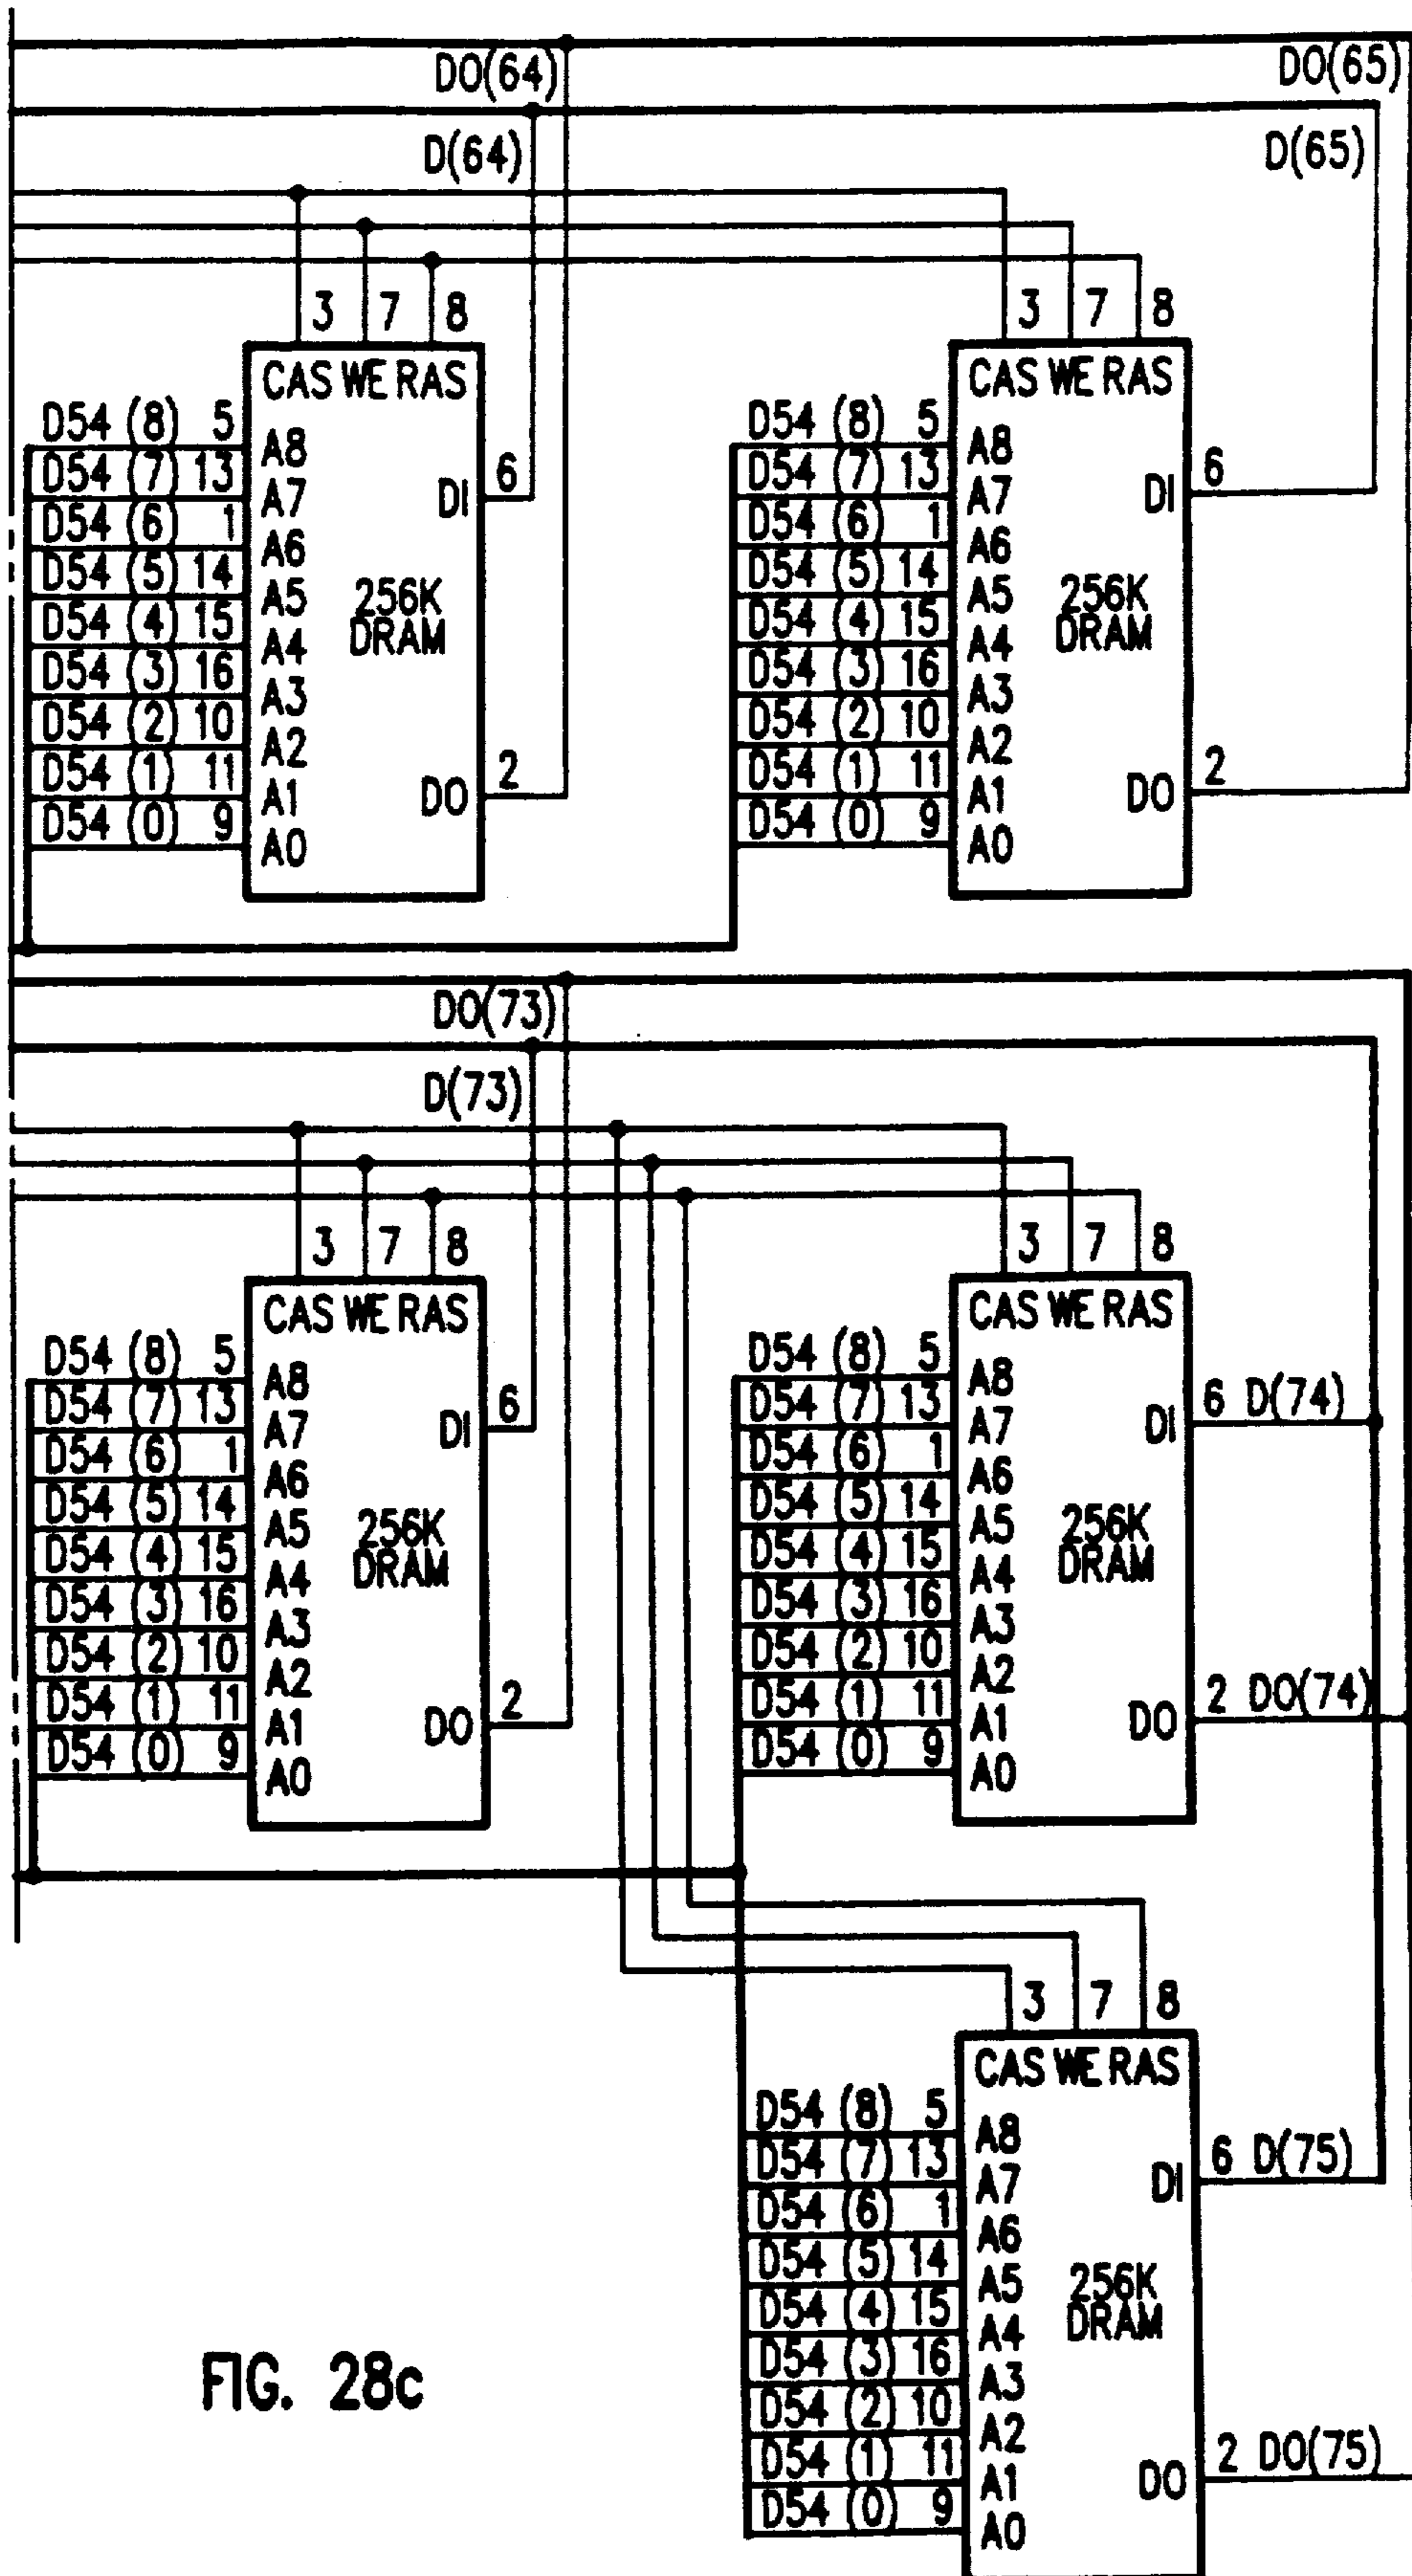 DO(64) DO(65)
D(64) D(65)
3 7 8 3 7 8
CAS WE RAS CAS WE RAS
D54 (8) 5 A8 D54 (8) 5 A8
D54 (7) 13 A7 DI 6 D54 (7) 13 A7 DI 6
D54 (6) 1 A6 D54 (6) 1 A6
D54 (5) 14 A5 256K D54 (5) 14 A5 256K
D54 (4) 15 A4 DRAM D54 (4) 15 A4 DRAM
D54 (3) 16 A3 D54 (3) 16 A3
D54 (2) 10 A2 D54 (2) 10 A2
D54 (1) 11 A1 DO 2 D54 (1) 11 A1 DO 2
D54 (0) 9 A0 D54 (0) 9 A0
DO(73)
D(73)
3 7 8 3 7 8
CAS WE RAS CAS WE RAS
D54 (8) 5 A8 D54 (8) 5 A8
D54 (7) 13 A7 DI 6 D54 (7) 13 A7 DI 6 D(74)
D54 (6) 1 A6 D54 (6) 1 A6
D54 (5) 14 A5 256K D54 (5) 14 A5 256K
D54 (4) 15 A4 DRAM D54 (4) 15 A4 DRAM
D54 (3) 16 A3 D54 (3) 16 A3
D54 (2) 10 A2 D54 (2) 10 A2
D54 (1) 11 A1 DO 2 D54 (1) 11 A1 DO 2 DO(74)
D54 (0) 9 A0 D54 (0) 9 A0
3 7 8
CAS WE RAS
D54 (8) 5 A8
D54 (7) 13 A7 DI 6 D(75)
D54 (6) 1 A6
D54 (5) 14 A5 256K
D54 (4) 15 A4 DRAM
D54 (3) 16 A3
D54 (2) 10 A2
D54 (1) 11 A1 DO 2 DO(75)
D54 (0) 9 A0
FIG. 28c